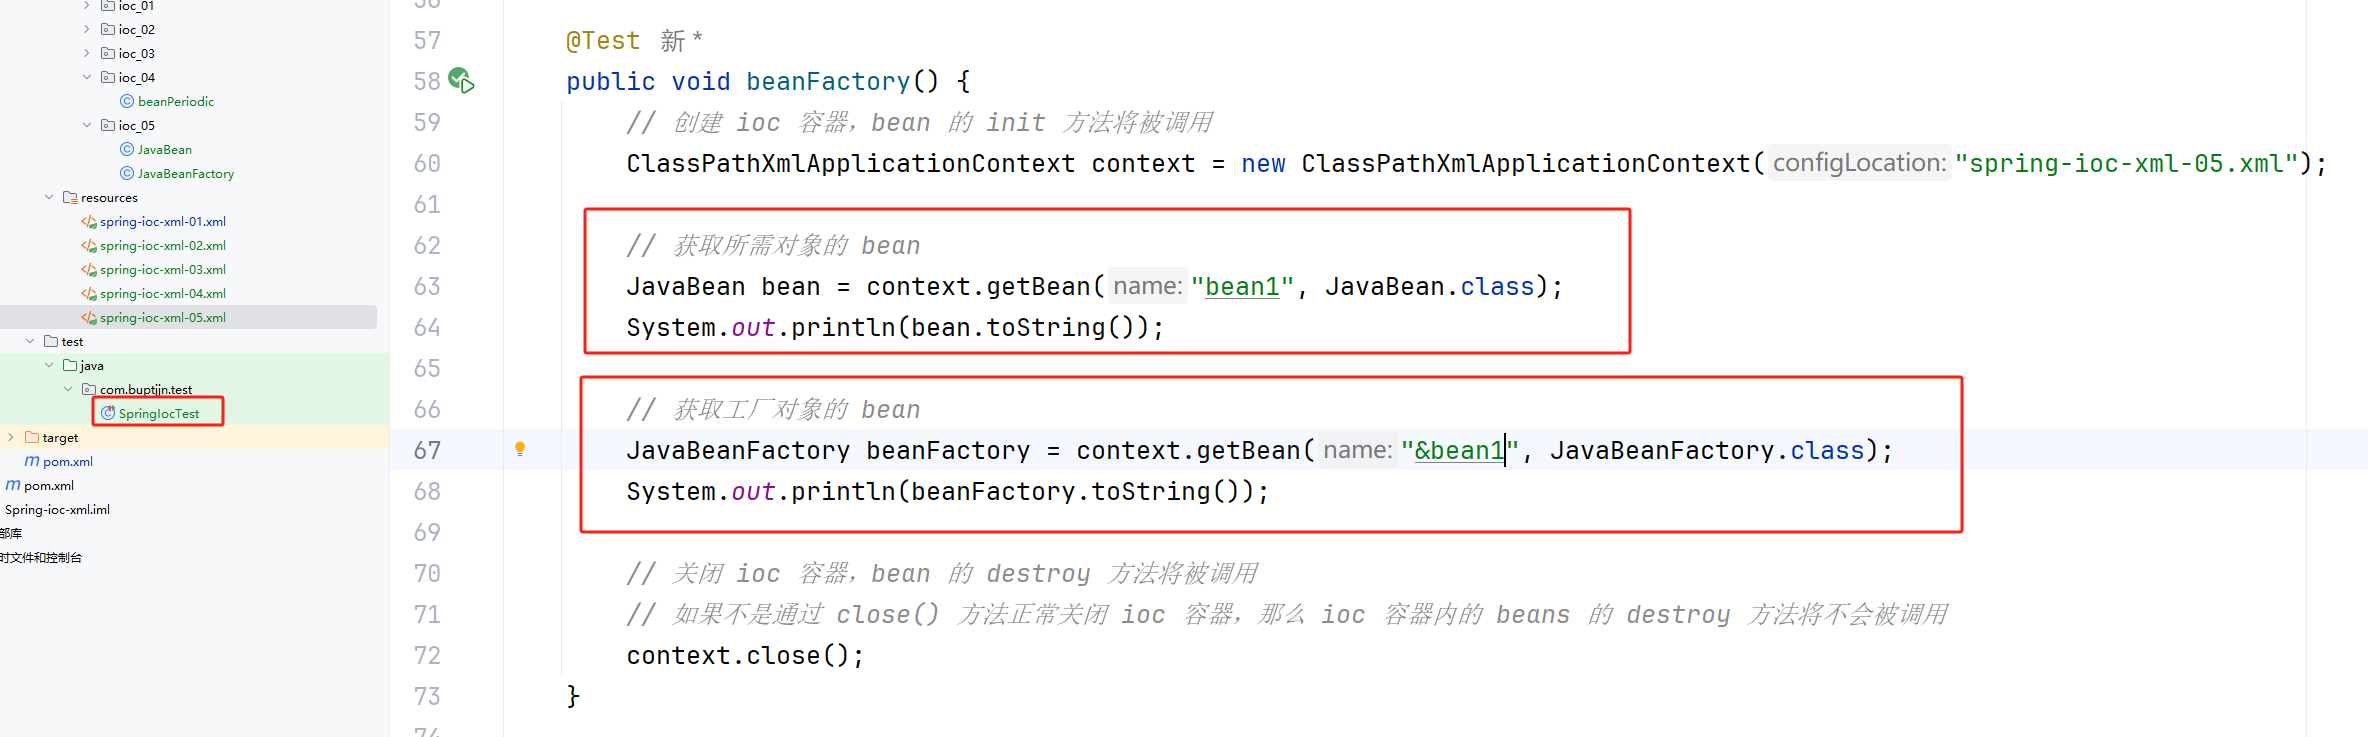 ioc_01
ioc_02
ioc_03
ioc_04
beanPeriodic
ioc_05
JavaBean
JavaBeanFactory
resources
spring-ioc-xml-01.xml
spring-ioc-xml-02.xml
spring-ioc-xml-03.xml
spring-ioc-xml-04.xml
spring-ioc-xml-05.xml
test
java
com.buptjjn.test
SpringIocTest
target
pom.xml
pom.xml
Spring-ioc-xml.iml
部库
时文件和控制台
57 @Test 新 *
58 public void beanFactory() {
59 // 创建 ioc 容器，bean 的 init 方法将被调用
60 ClassPathXmlApplicationContext context = new ClassPathXmlApplicationContext( configLocation: "spring-ioc-xml-05.xml");
61
62 // 获取所需对象的 bean
63 JavaBean bean = context.getBean( name: "bean1", JavaBean.class);
64 System.out.println(bean.toString());
65
66 // 获取工厂对象的 bean
67 JavaBeanFactory beanFactory = context.getBean( name: "&bean1", JavaBeanFactory.class);
68 System.out.println(beanFactory.toString());
69
70 // 关闭 ioc 容器，bean 的 destroy 方法将被调用
71 // 如果不是通过 close() 方法正常关闭 ioc 容器，那么 ioc 容器内的 beans 的 destroy 方法将不会被调用
72 context.close();
73 }